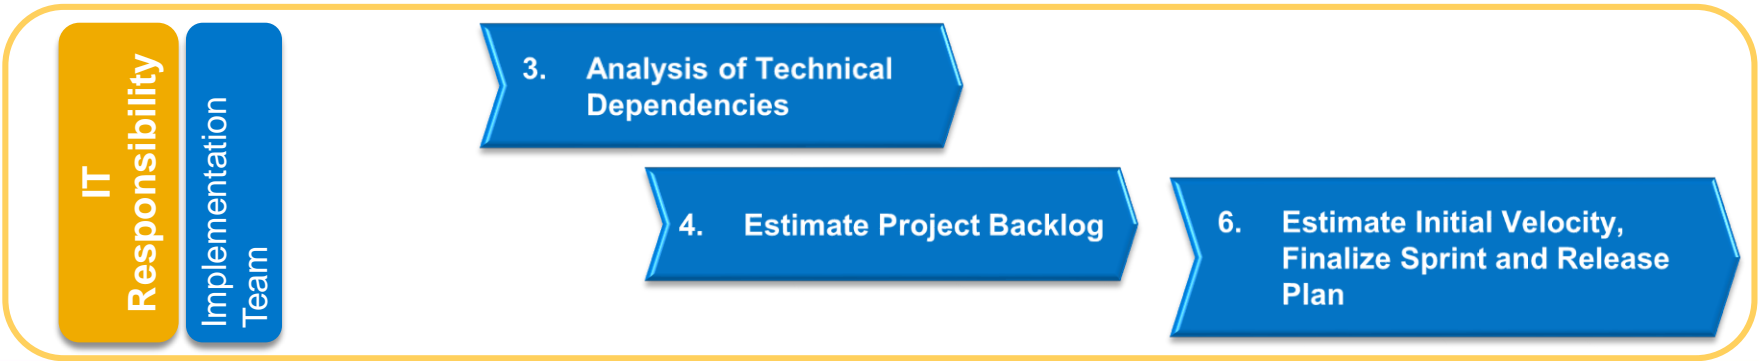 IT
Responsibility
Implementation
Team
3. Analysis of Technical
Dependencies
4. Estimate Project Backlog
6. Estimate Initial Velocity,
Finalize Sprint and Release
Plan